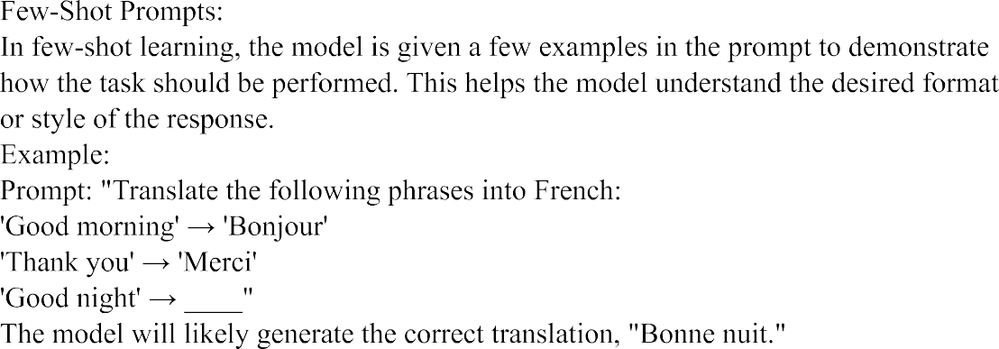 Few-Shot Prompts:
In few-shot learning, the model is given a few examples in the prompt to demonstrate
how the task should be performed. This helps the model understand the desired format
or style of the response.
Example:
Prompt: "Translate the following phrases into French:
'Good morning' → 'Bonjour'
'Thank you' → 'Merci'
'Good night' → ____"
The model will likely generate the correct translation, "Bonne nuit."